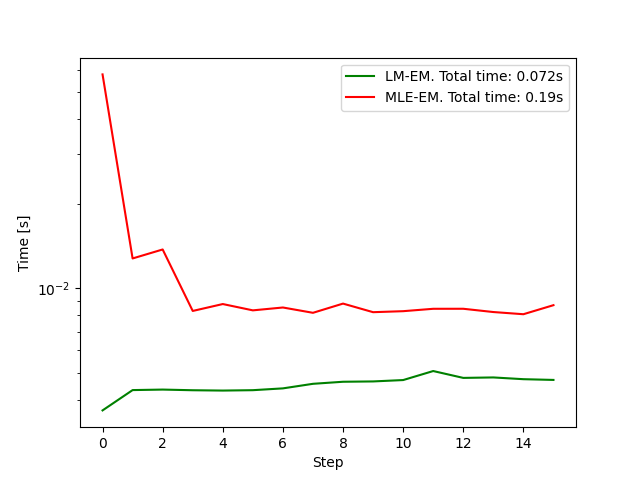 LM-EM. Total time: 0.072s
MLE-EM. Total time: 0.19s
Time [s]
10⁻²
0 2 4 6 8 10 12 14
Step